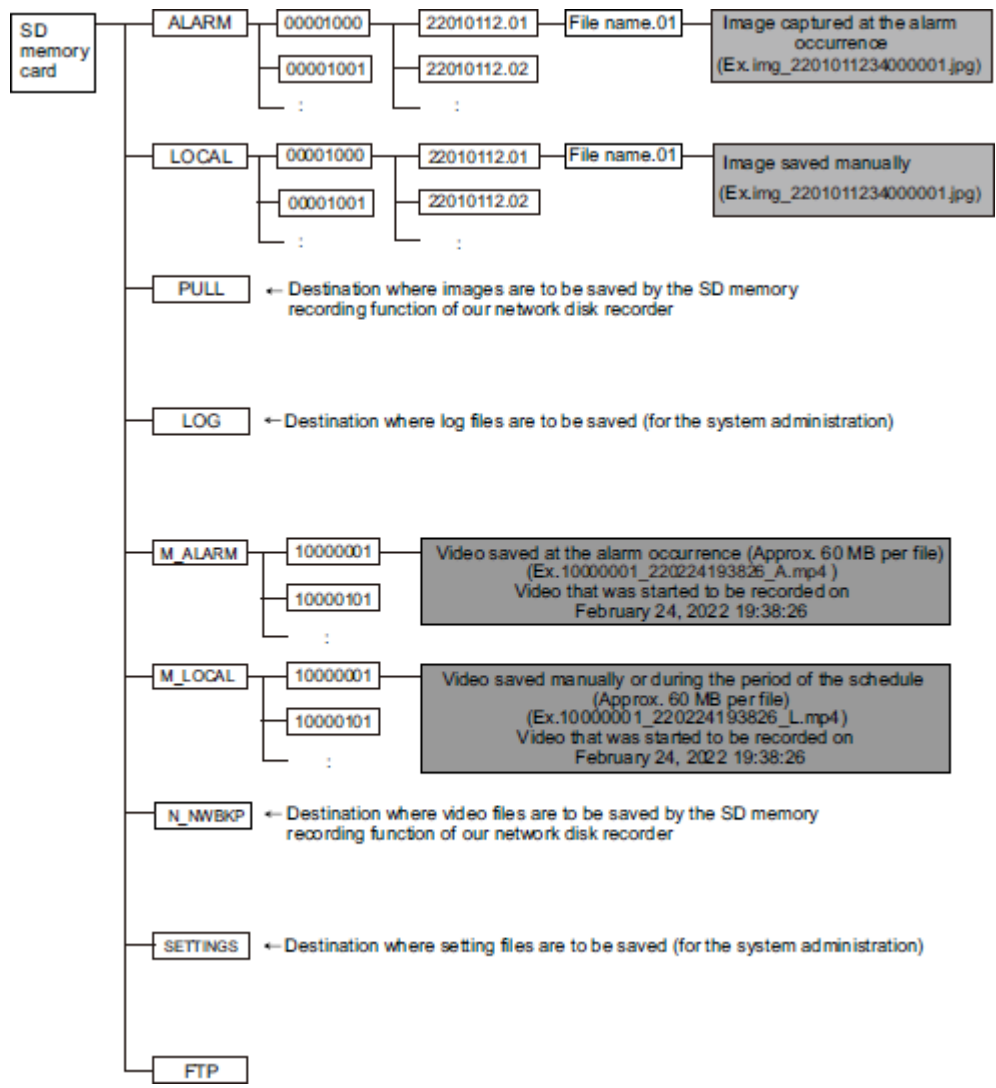 SD
memory
card
ALARM
00001000
22010112.01
File name.01
Image captured at the alarm
occurrence
(Ex.img_2201011234000001.jpg)
00001001
22010112.02
:
:
LOCAL
00001000
22010112.01
File name.01
Image saved manually
(Ex.img_2201011234000001.jpg)
00001001
22010112.02
:
:
PULL
← Destination where images are to be saved by the SD memory
recording function of our network disk recorder
LOG
← Destination where log files are to be saved (for the system administration)
M_ALARM
10000001
Video saved at the alarm occurrence (Approx. 60 MB per file)
(Ex.10000001_220224193826_A.mp4 )
Video that was started to be recorded on
February 24, 2022 19:38:26
10000101
:
M_LOCAL
10000001
Video saved manually or during the period of the schedule
(Approx. 60 MB per file)
(Ex.10000001_220224193826_L.mp4)
Video that was started to be recorded on
February 24, 2022 19:38:26
10000101
:
N_NWBKP
← Destination where video files are to be saved by the SD memory
recording function of our network disk recorder
SETTINGS
← Destination where setting files are to be saved (for the system administration)
FTP